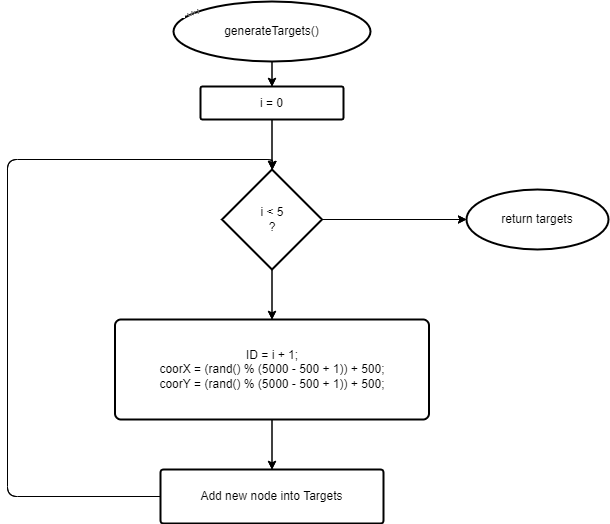 generateTargets()
i = 0
i < 5
?
return targets
ID = i + 1;
coorX = (rand() % (5000 - 500 + 1)) + 500;
coorY = (rand() % (5000 - 500 + 1)) + 500;
Add new node into Targets